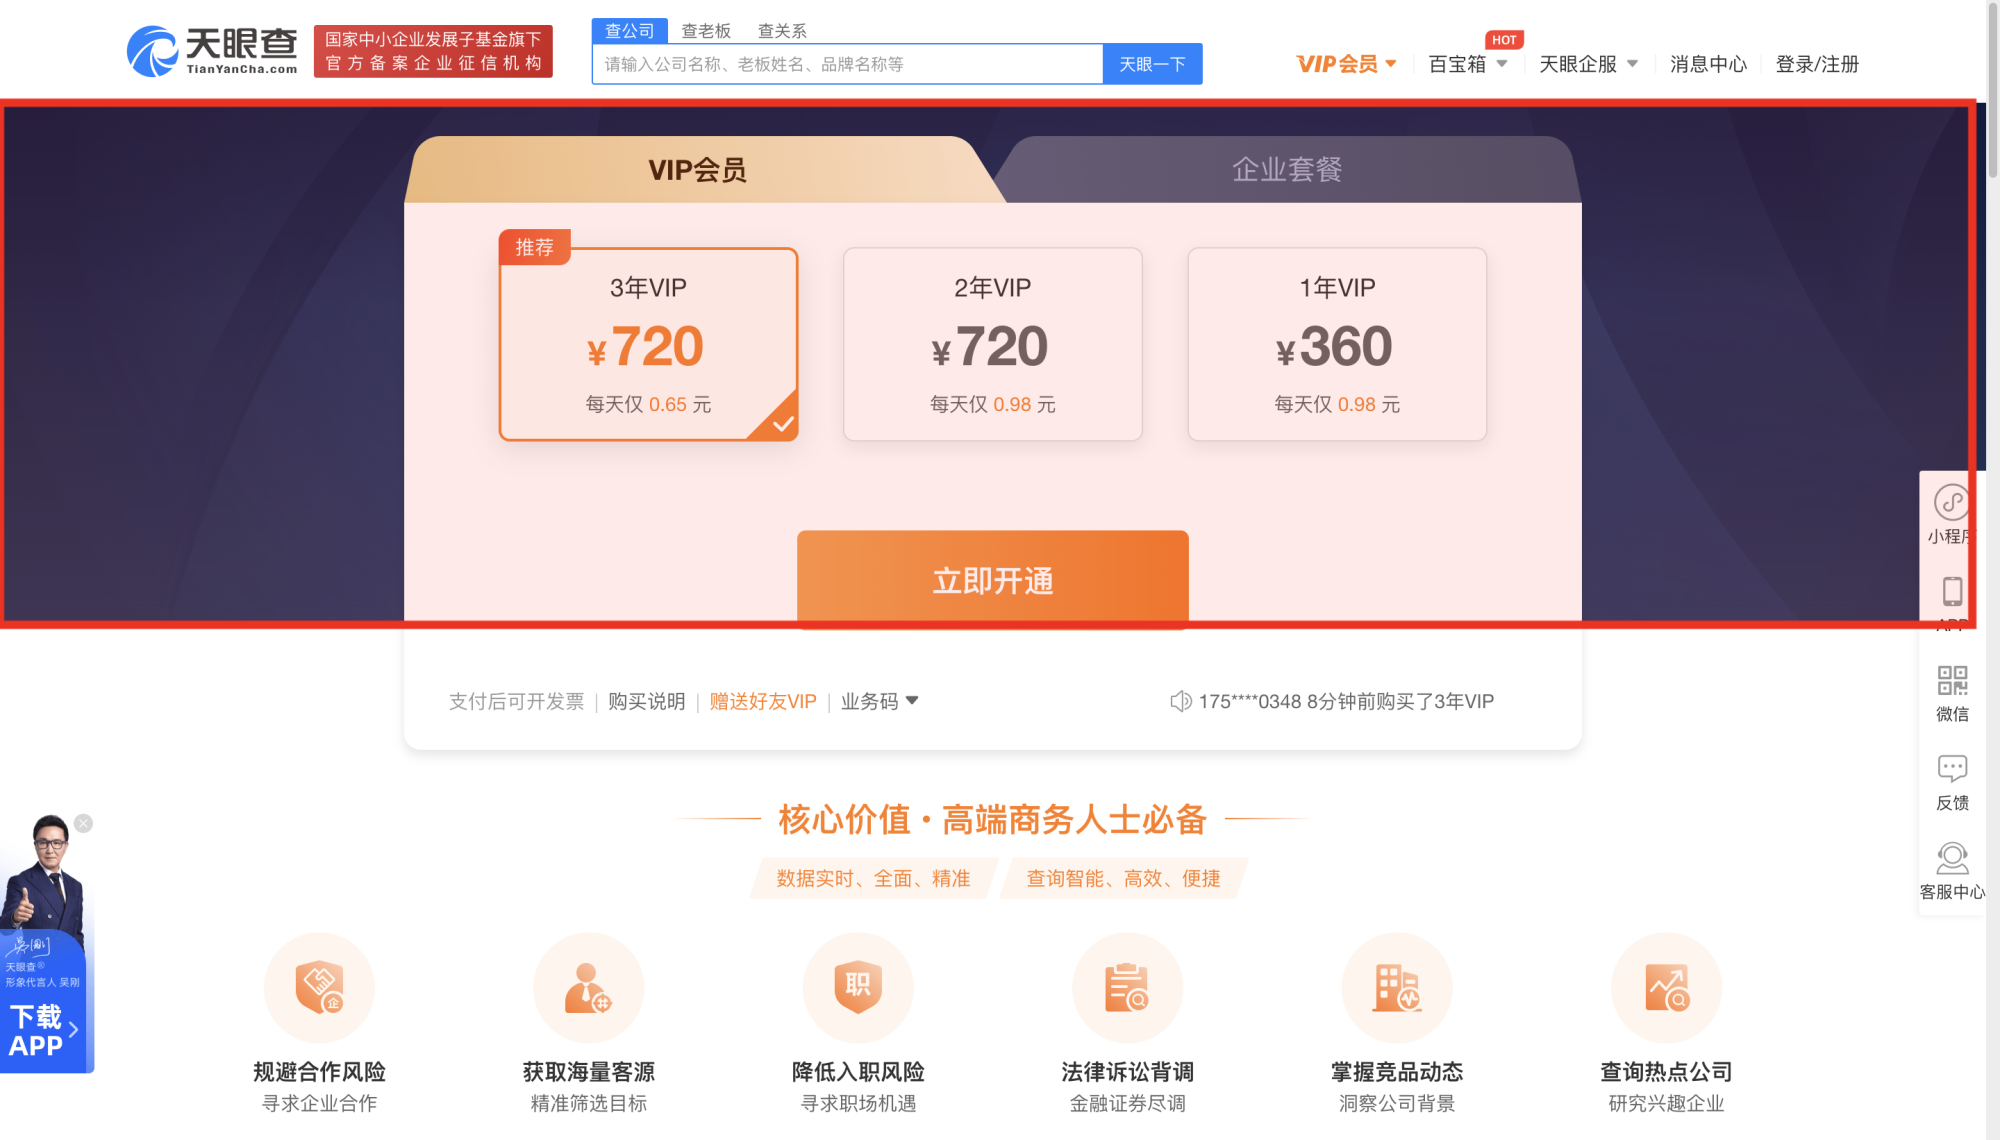 天眼查
TianYanCha.com
国家中小企业发展子基金旗下
官方备案企业征信机构
查公司 查老板 查关系
请输入公司名称、老板姓名、品牌名称等
天眼一下
HOT
VIP会员 百宝箱 天眼企服 消息中心 登录/注册
VIP会员
企业套餐
推荐
3年VIP
¥720
每天仅 0.65 元
2年VIP
¥720
每天仅 0.98 元
1年VIP
¥360
每天仅 0.98 元
立即开通
支付后可开发票 | 购买说明 | 赠送好友VIP | 业务码
175****0348 8分钟前购买了3年VIP
小程序
APP
微信
反馈
客服中心
核心价值·高端商务人士必备
数据实时、全面、精准
查询智能、高效、便捷
企
规避合作风险
寻求企业合作
获取海量客源
精准筛选目标
职
降低入职风险
寻求职场机遇
法律诉讼背调
金融证券尽调
掌握竞品动态
洞察公司背景
查询热点公司
研究兴趣企业
吴刚
天眼查®
形象代言人 吴刚
下载
APP